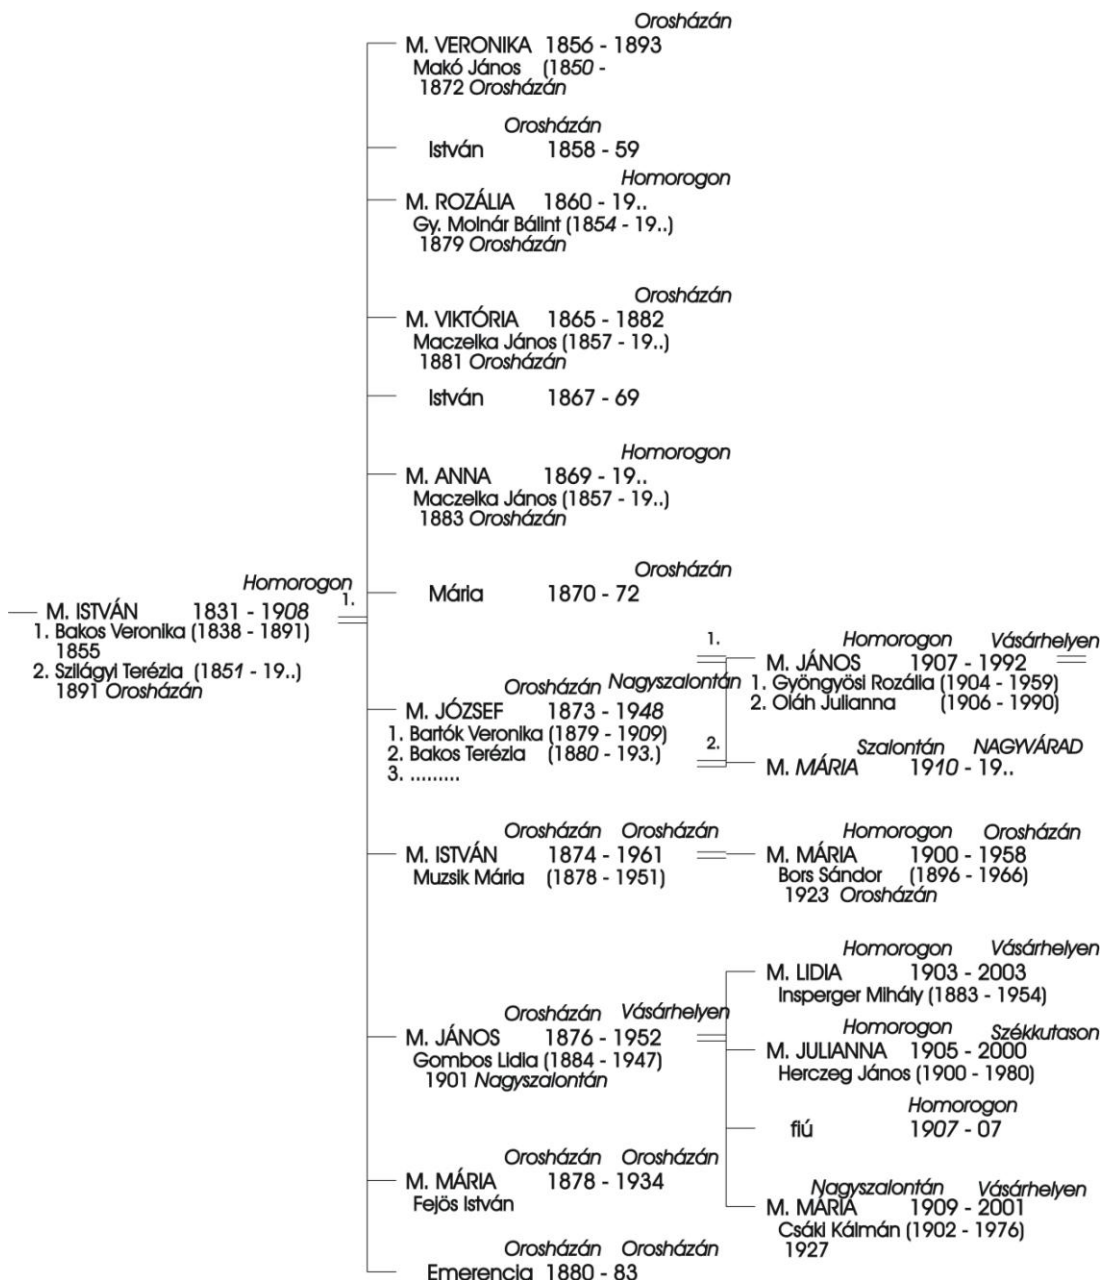 Orosházán
M. VERONIKA 1856 - 1893
Makó János (1850 -
1872 Orosházán
Orosházán
István 1858 - 59
Homorogon
M. ROZÁLIA 1860 - 19..
Gy. Molnár Bálint (1854 - 19..)
1879 Orosházán
Orosházán
M. VIKTÓRIA 1865 - 1882
Maczelka János (1857 - 19..)
1881 Orosházán
István 1867 - 69
Homorogon
M. ANNA 1869 - 19..
Maczelka János (1857 - 19..)
1883 Orosházán
Orosházán
Mária 1870 - 72
Homorogon
M. ISTVÁN 1831 - 1908 1.
1. Bakos Veronika (1838 - 1891)
1855
2. Szilágyi Terézia (1851 - 19..)
1891 Orosházán
Orosházán Nagyszalontán
M. JÓZSEF 1873 - 1948
1. Bartók Veronika (1879 - 1909)
2. Bakos Terézia (1880 - 193.)
3. .........
1. Homorogon Vásárhelyen
M. JÁNOS 1907 - 1992
1. Gyöngyösi Rozália (1904 - 1959)
2. Oláh Julianna (1906 - 1990)
2. Szalontán NAGYVÁRAD
M. MÁRIA 1910 - 19..
Orosházán Orosházán
M. ISTVÁN 1874 - 1961
Muzsik Mária (1878 - 1951)
Homorogon Orosházán
M. MÁRIA 1900 - 1958
Bors Sándor (1896 - 1966)
1923 Orosházán
Orosházán Vásárhelyen
M. JÁNOS 1876 - 1952
Gombos Lidia (1884 - 1947)
1901 Nagyszalontán
Homorogon Vásárhelyen
M. LIDIA 1903 - 2003
Insperger Mihály (1883 - 1954)
Homorogon Székkutason
M. JULIANNA 1905 - 2000
Herczeg János (1900 - 1980)
Homorogon
fiú 1907 - 07
Nagyszalontán Vásárhelyen
M. MÁRIA 1909 - 2001
Csáki Kálmán (1902 - 1976)
1927
Orosházán Orosházán
M. MÁRIA 1878 - 1934
Fejös István
Orosházán Orosházán
Emerencia 1880 - 83